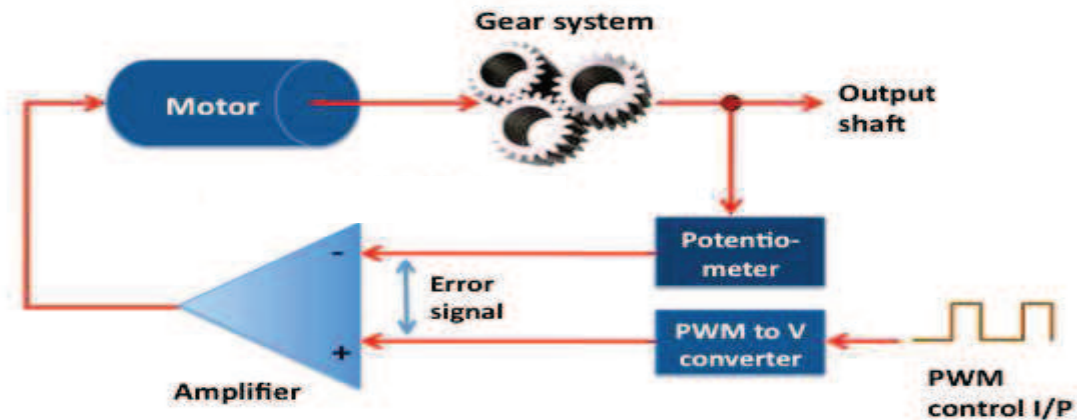 Gear system
Motor
Output
shaft
Potentio-
meter
-
Error
signal
+
PWM to V
converter
Amplifier
PWM
control I/P